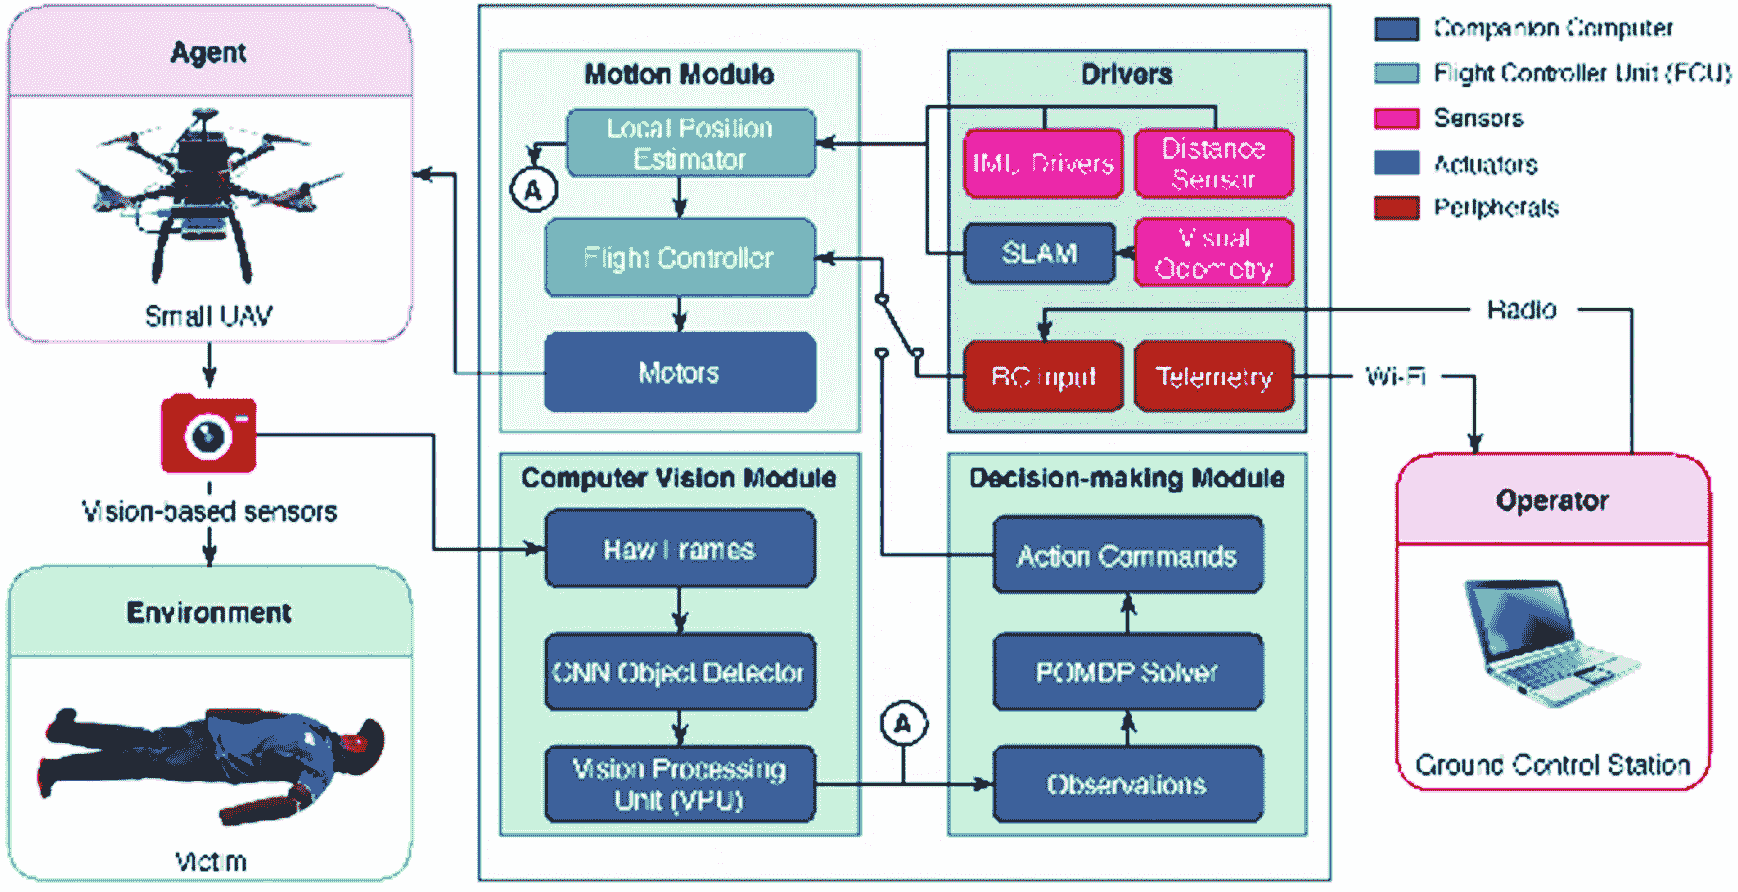 Agent
Small UAV
Vision-based sensors
Environment
Victim
Motion Module
Local Position
Estimator
A
Flight Controller
Motors
Drivers
Drivers
Distance
Sensor
SLAM
Visual
Odometry
RC Input
Telemetry
Computer Vision Module
Raw Frames
CNN Object Detector
Vision Processing
Unit (VPU)
A
Decision-making Module
Action Commands
POMDP Solver
Observations
Companion Computer
Flight Controller Unit (FCU)
Sensors
Actuators
Peripherals
Radio
Wi-Fi
Operator
Ground Control Station